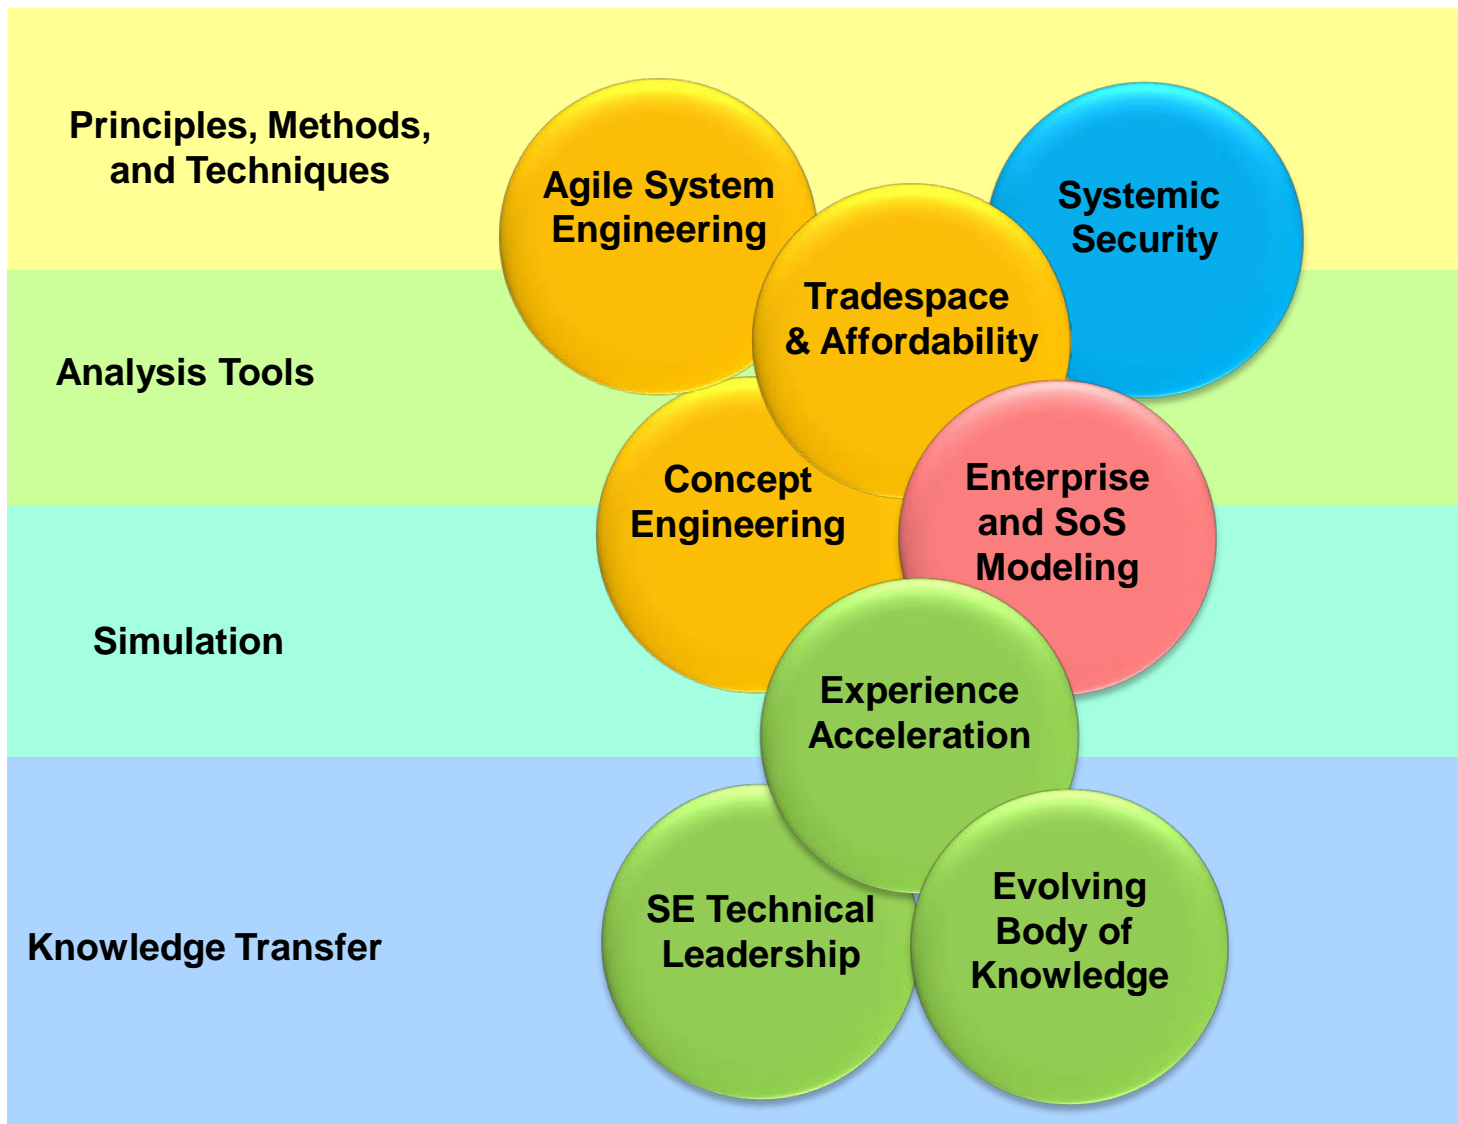 Principles, Methods,
and Techniques
Agile System
Engineering
Systemic
Security
Tradespace
& Affordability
Analysis Tools
Concept
Engineering
Enterprise
and SoS
Modeling
Simulation
Experience
Acceleration
Knowledge Transfer
SE Technical
Leadership
Evolving
Body of
Knowledge